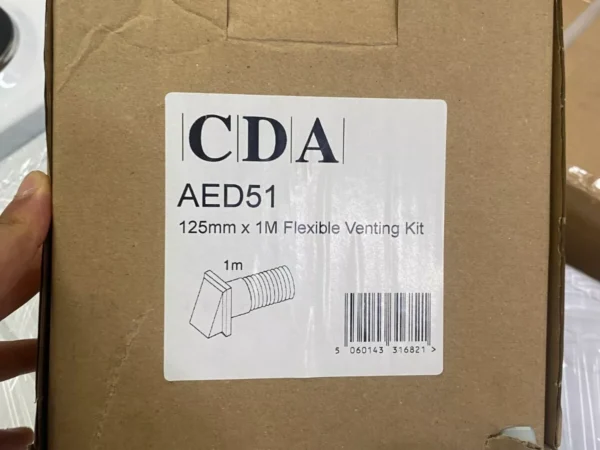 CDA
AED51
125mm x 1M Flexible Venting Kit
1m
5 060143 316821 >